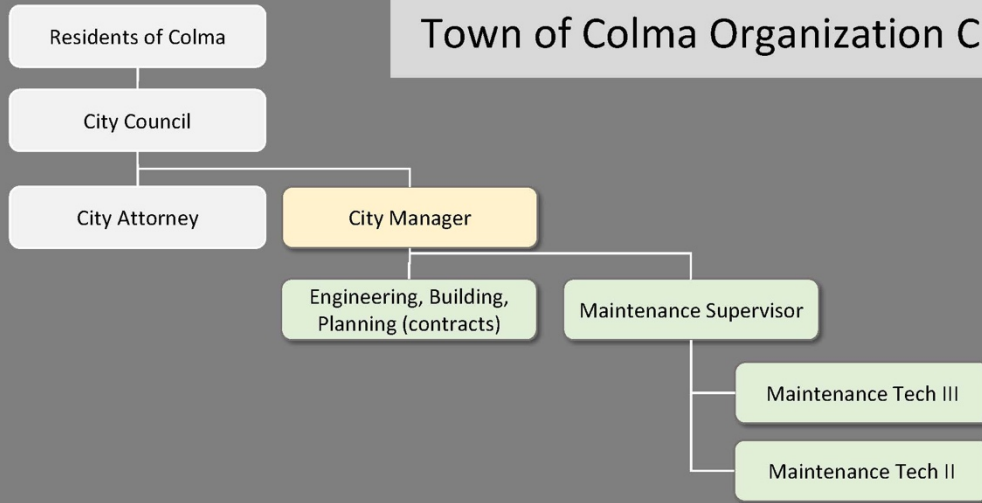 Town of Colma Organization C
Residents of Colma
City Council
City Attorney
City Manager
Engineering, Building,
Planning (contracts)
Maintenance Supervisor
Maintenance Tech III
Maintenance Tech II